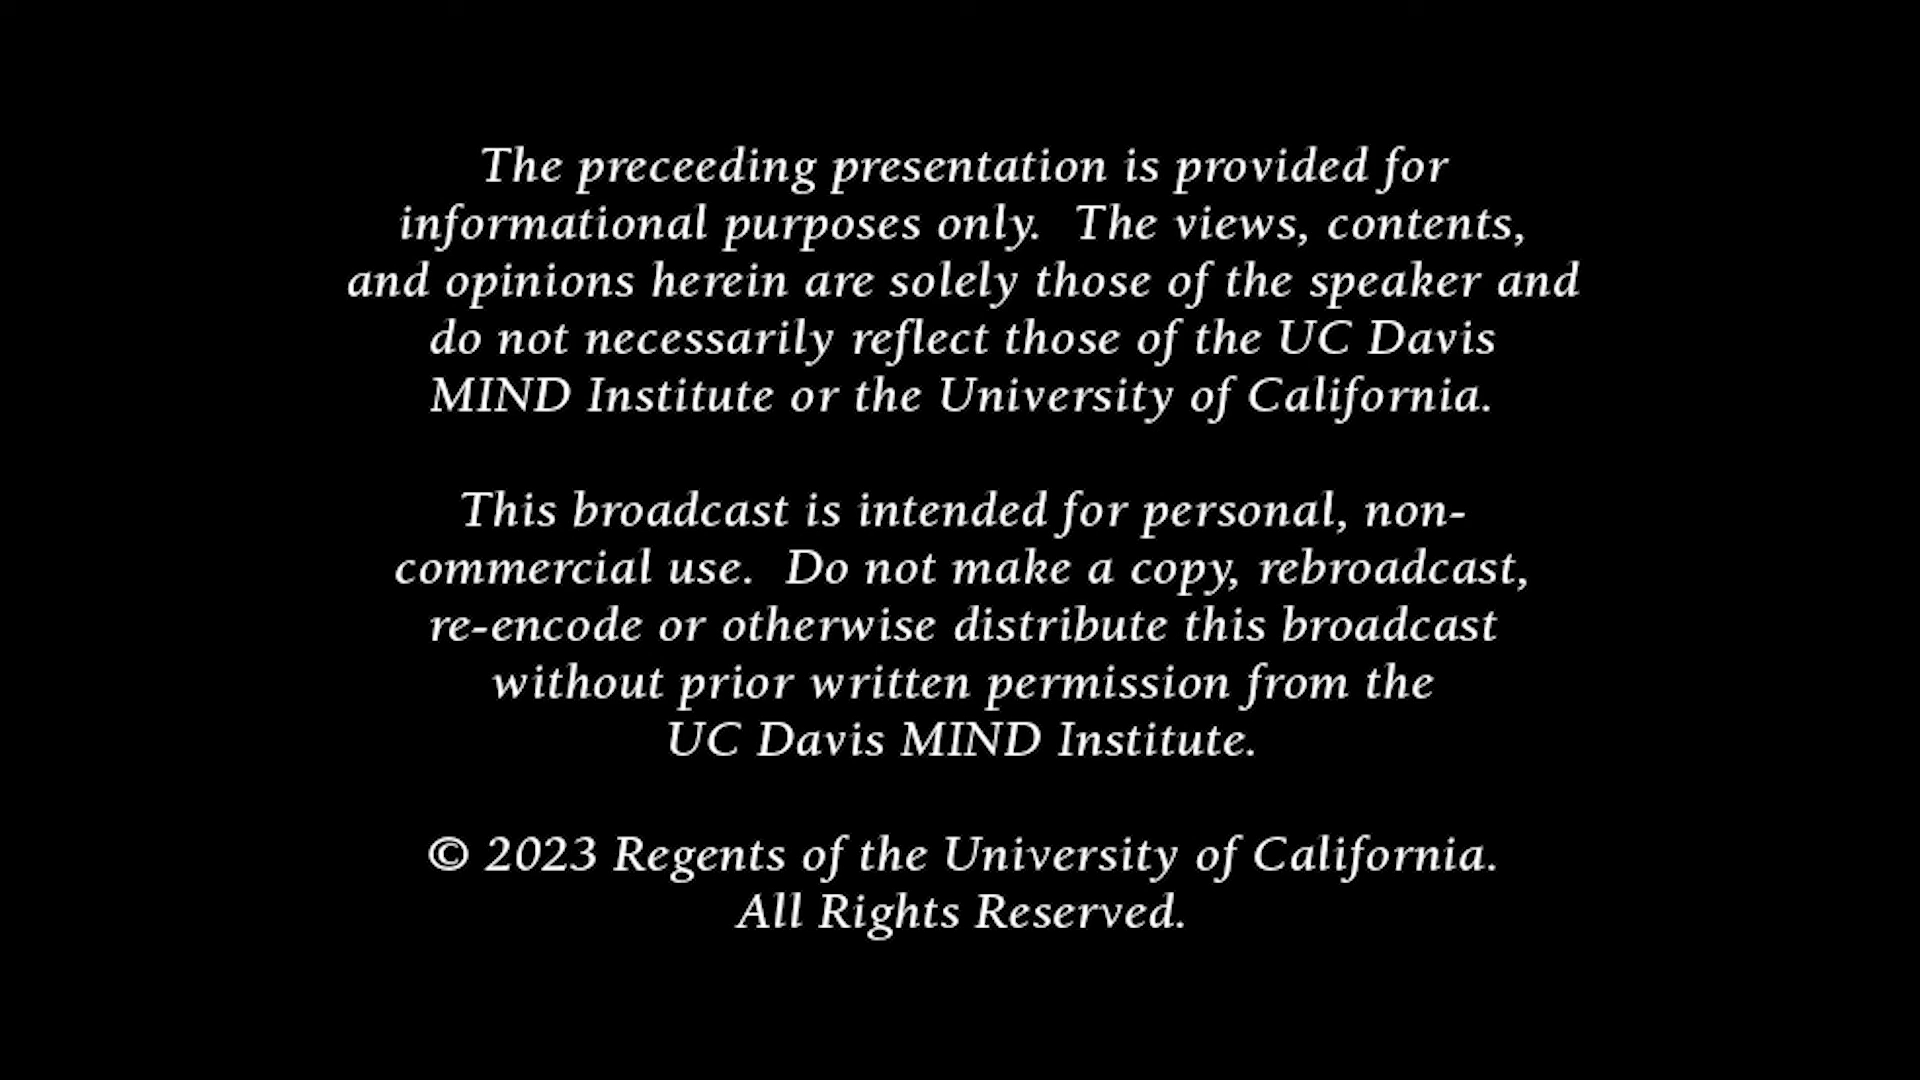 The preceeding presentation is provided for
informational purposes only.  The views, contents,
and opinions herein are solely those of the speaker and
do not necessarily reflect those of the UC Davis
MIND Institute or the University of California.
This broadcast is intended for personal, non-
commercial use.  Do not make a copy, rebroadcast,
re-encode or otherwise distribute this broadcast
without prior written permission from the
UC Davis MIND Institute.
© 2023 Regents of the University of California.
All Rights Reserved.